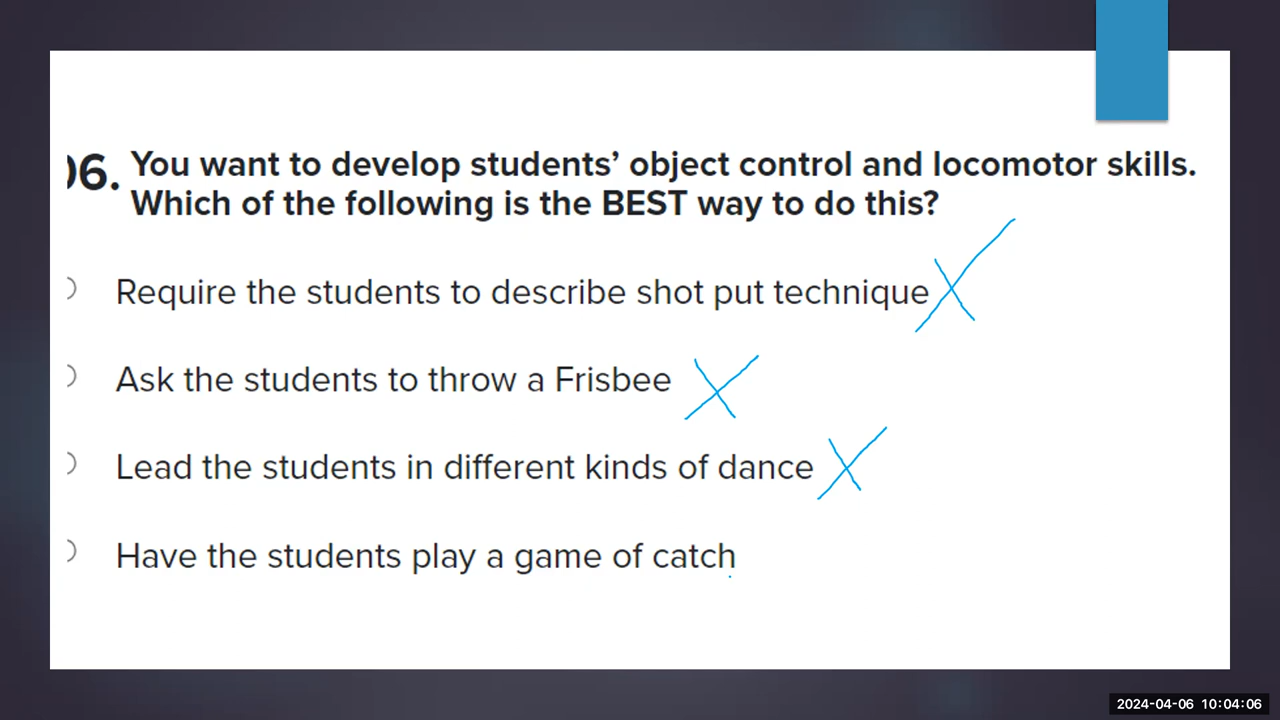 06. You want to develop students’ object control and locomotor skills.
Which of the following is the BEST way to do this?
Require the students to describe shot put technique
Ask the students to throw a Frisbee
Lead the students in different kinds of dance
Have the students play a game of catch
2024-04-06 10:04:06